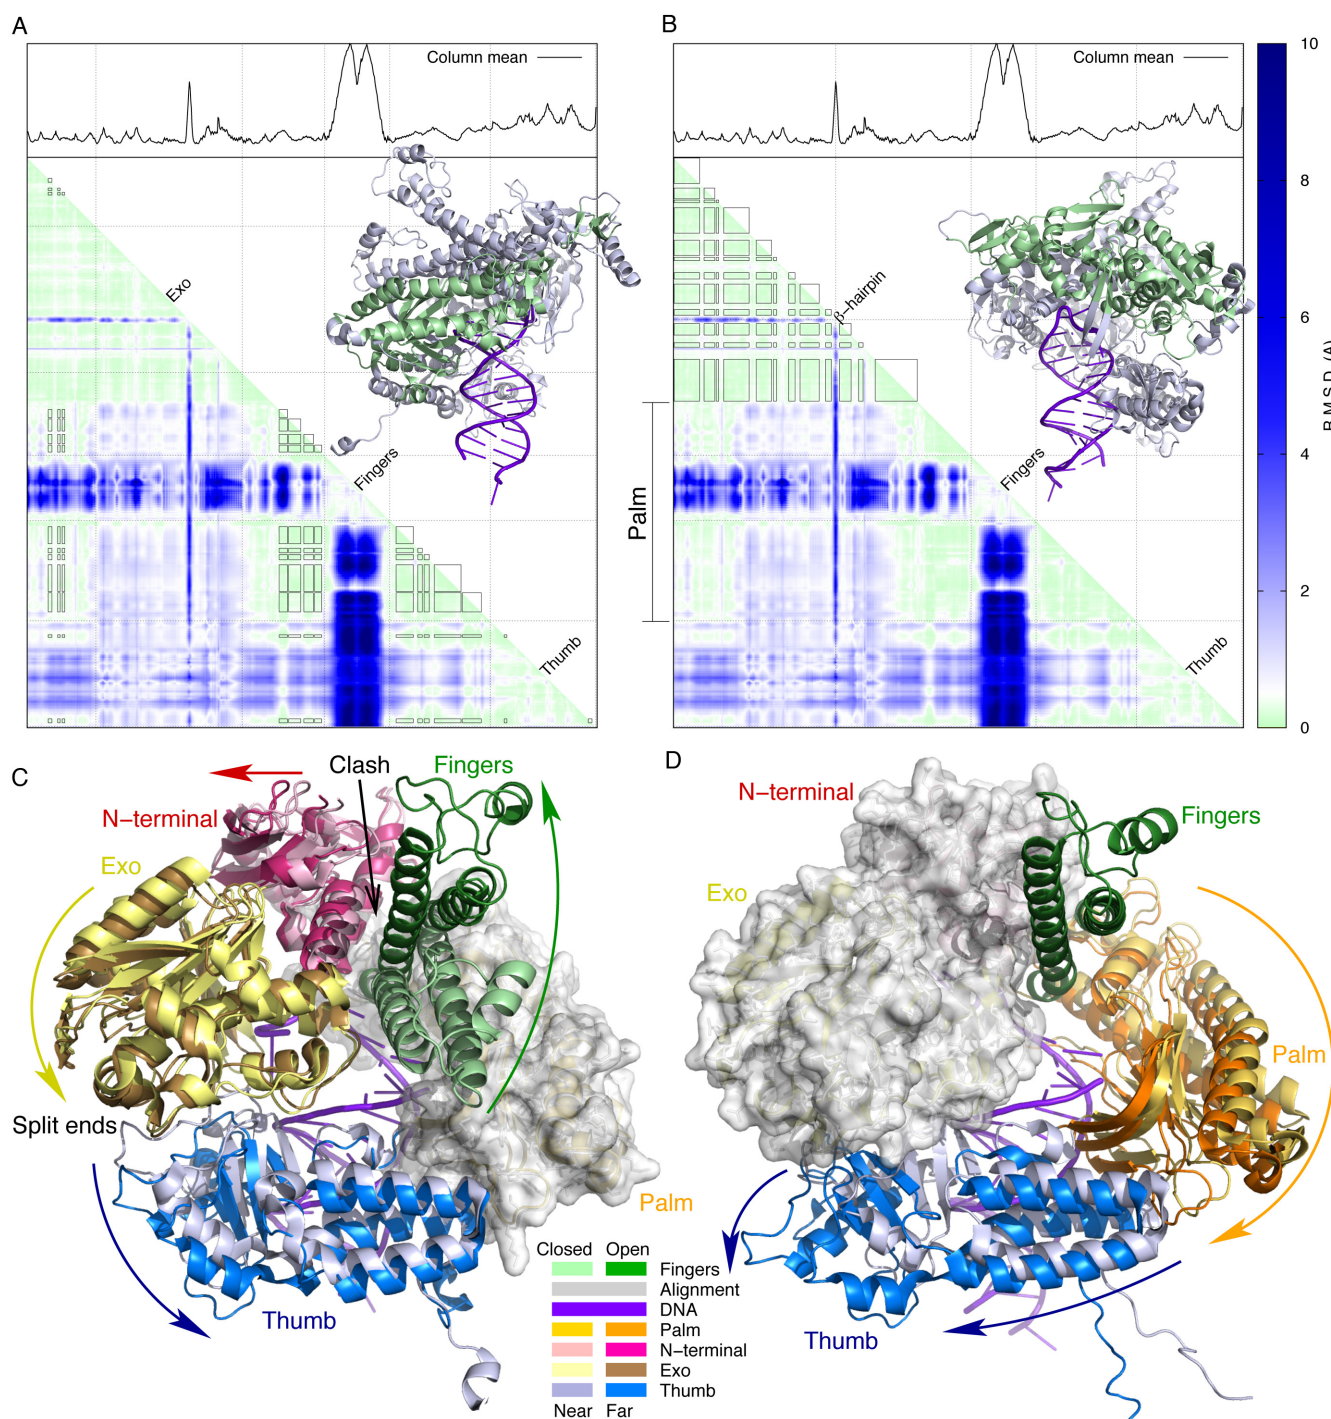 A
Column mean
Exo
Fingers
Thumb
Palm
B
Column mean
β-hairpin
Fingers
Thumb
10
8
6
4
2
0
RMSD (A)
C
Clash
Fingers
N-terminal
Exo
Split ends
Palm
Thumb
Closed Open
Fingers
Alignment
DNA
Palm
N-terminal
Exo
Thumb
Near Far
D
N-terminal
Fingers
Exo
Palm
Thumb